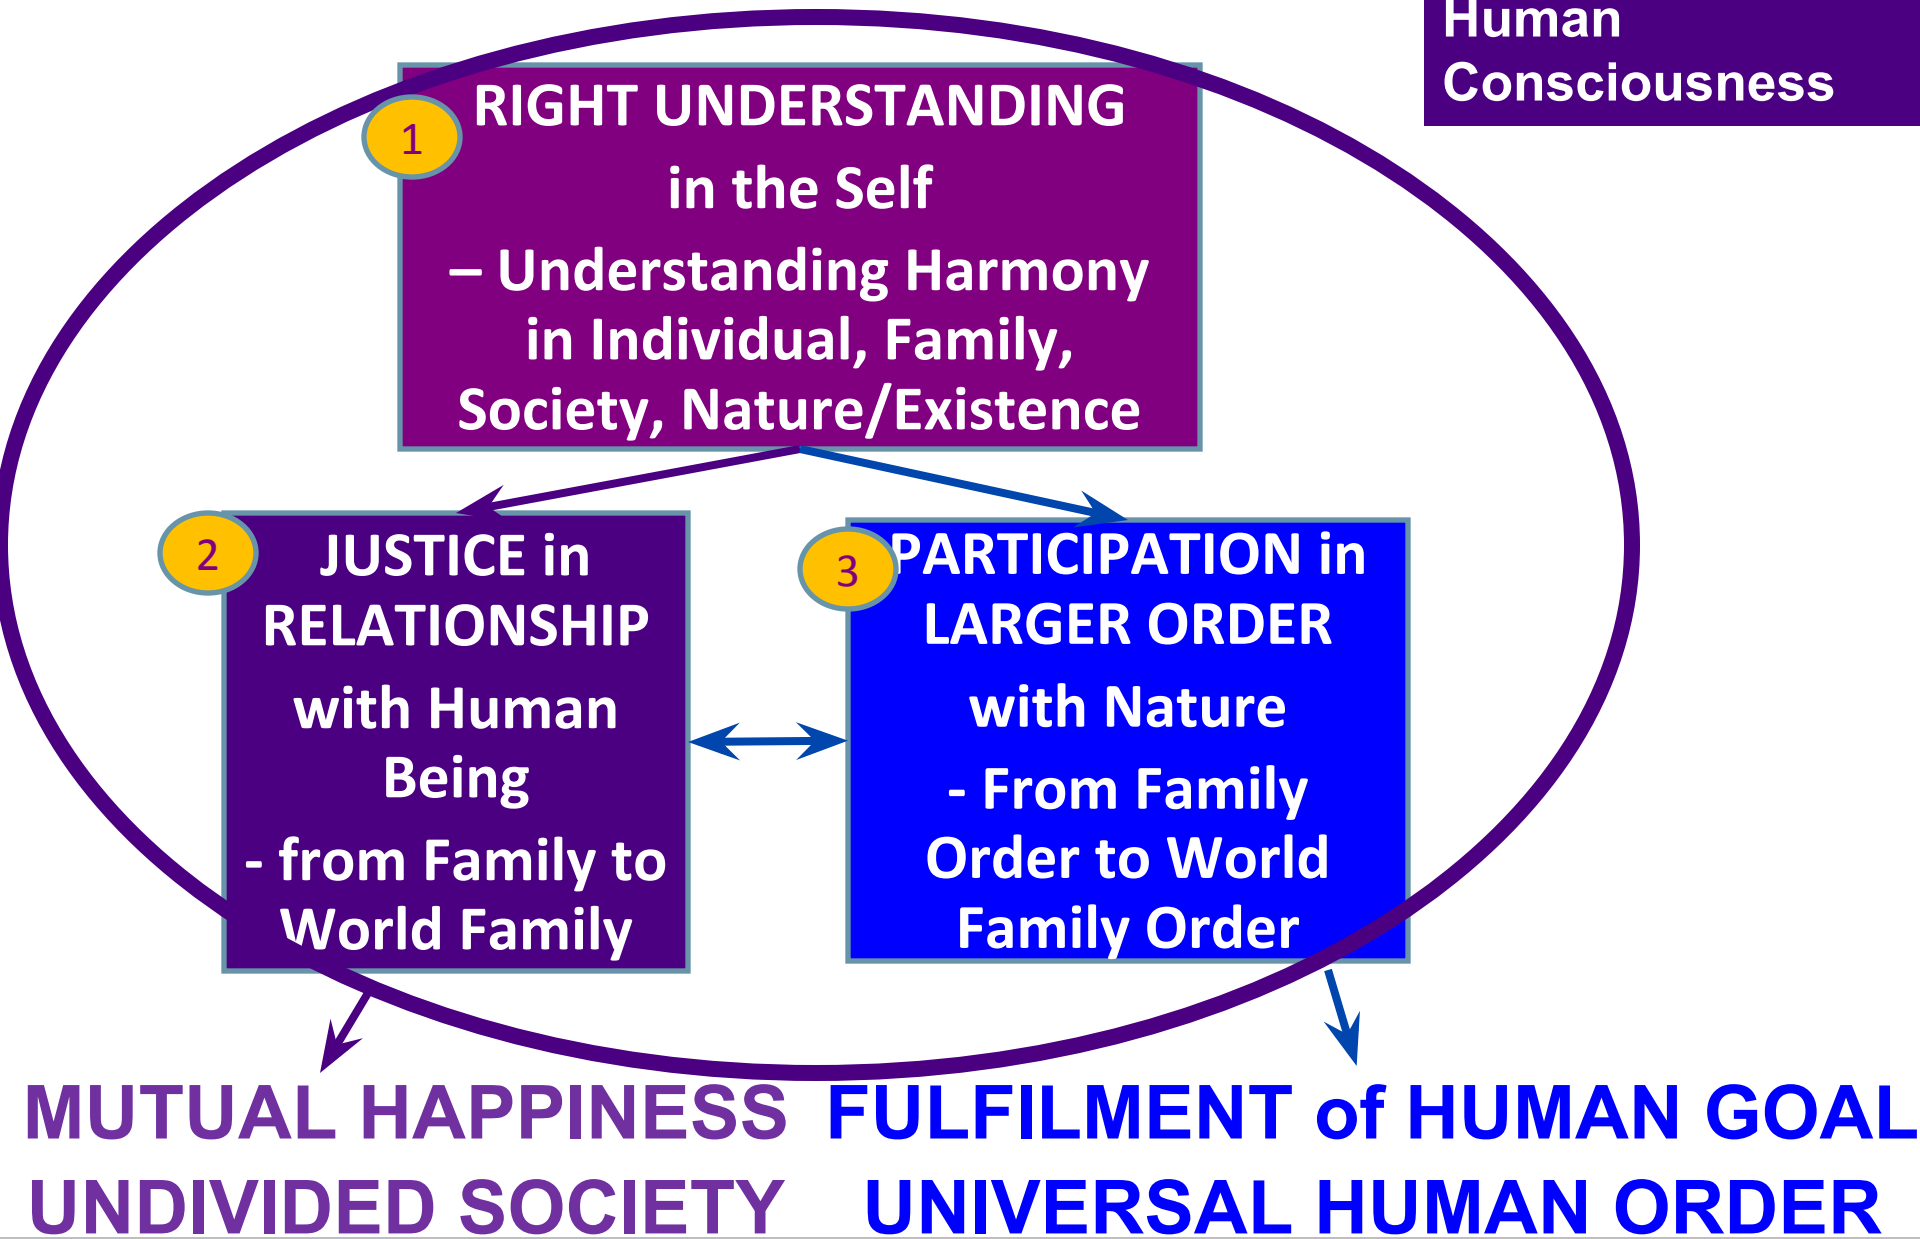 Human
Consciousness
1
RIGHT UNDERSTANDING
in the Self
– Understanding Harmony
in Individual, Family,
Society, Nature/Existence
2
JUSTICE in
RELATIONSHIP
with Human
Being
- from Family to
World Family
3
PARTICIPATION in
LARGER ORDER
with Nature
- From Family
Order to World
Family Order
MUTUAL HAPPINESS
UNDIVIDED SOCIETY
FULFILMENT of HUMAN GOAL
UNIVERSAL HUMAN ORDER